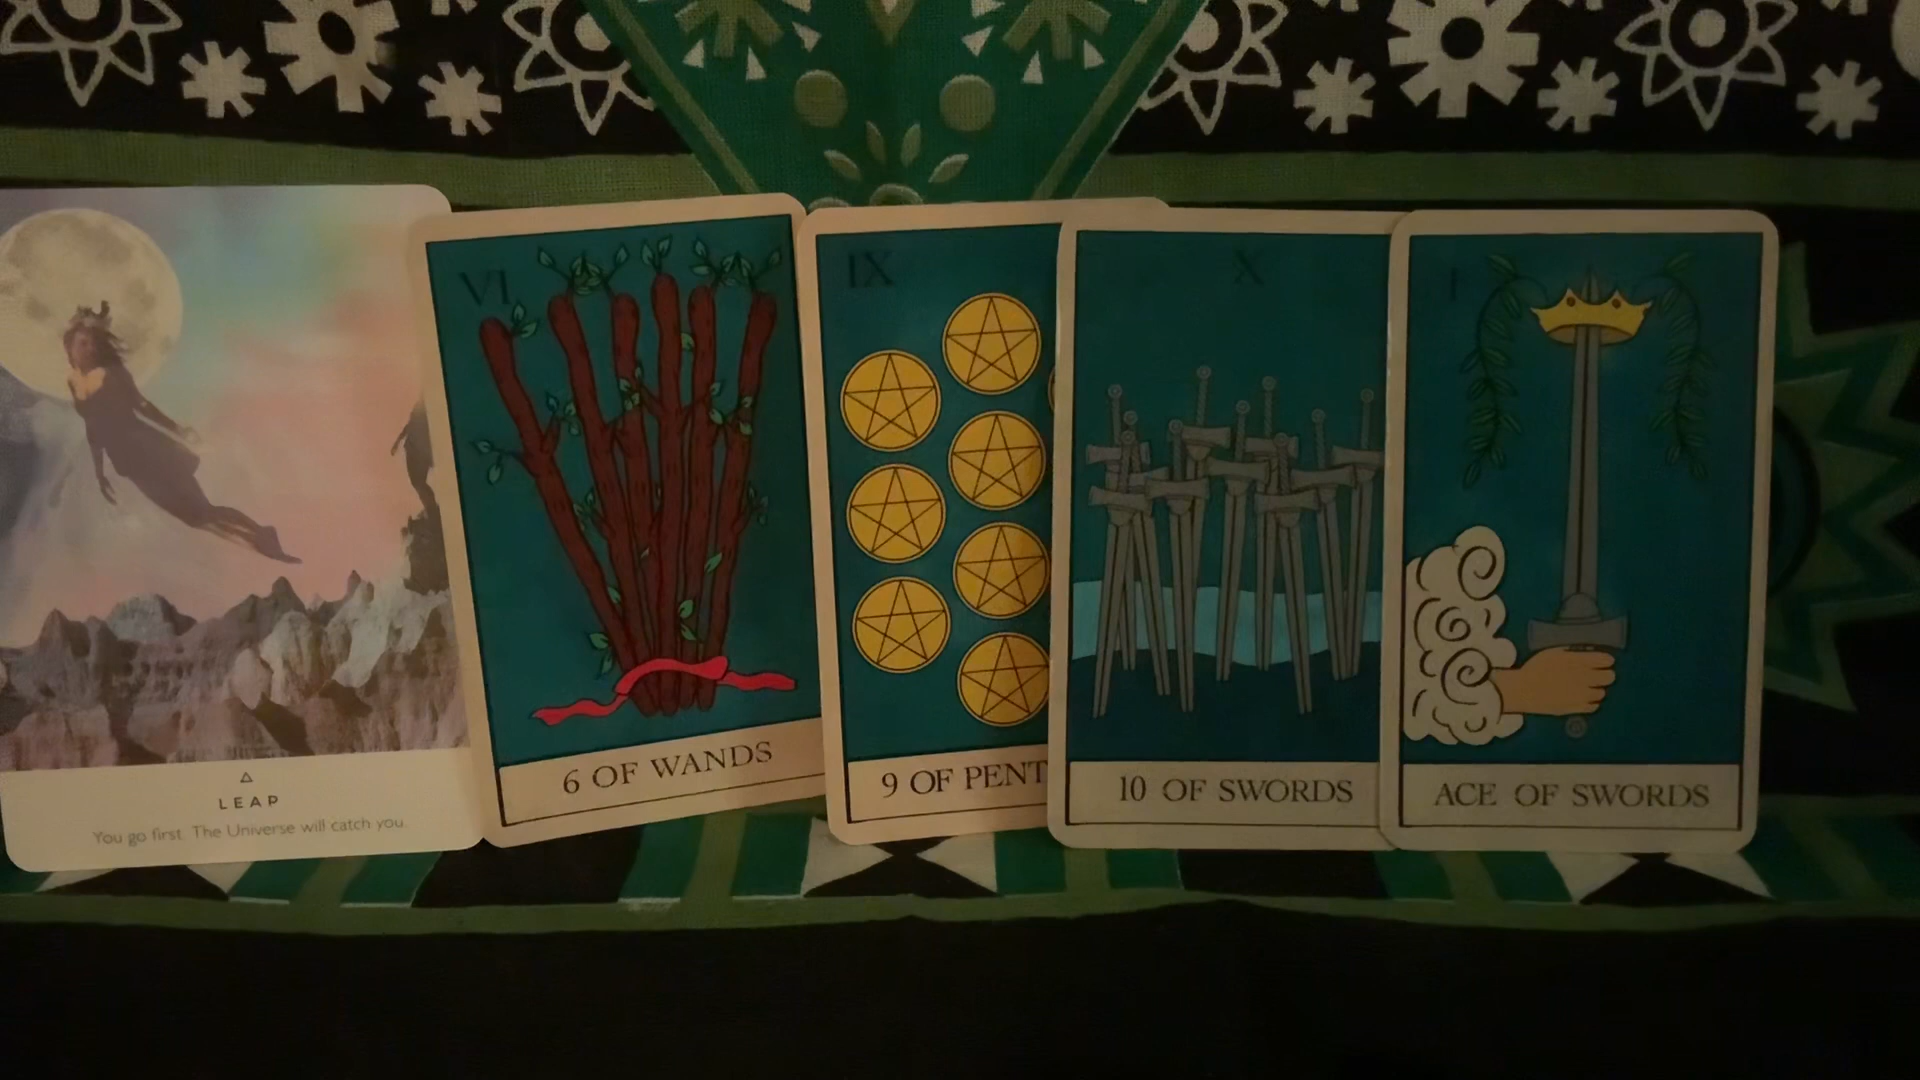 LEAP
You go first. The Universe will catch you.
VI
6 OF WANDS
IX
9 OF PENT
X
10 OF SWORDS
I
ACE OF SWORDS